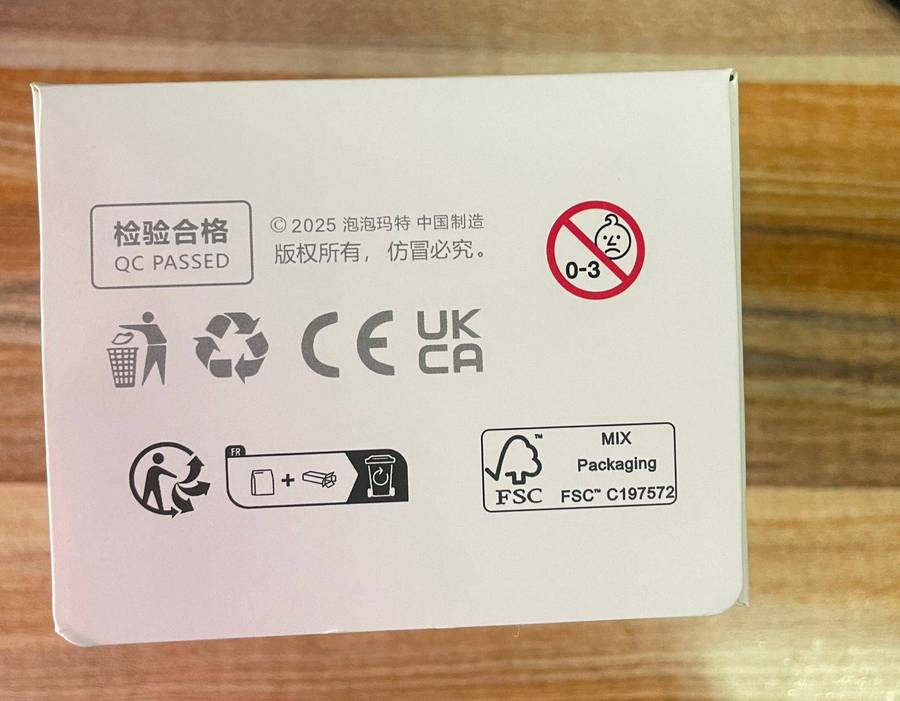 检验合格
QC PASSED
© 2025 泡泡玛特 中国制造
版权所有，仿冒必究。
0-3
CE
UK
CA
FR
+
FSC™
MIX
Packaging
FSC™ C197572